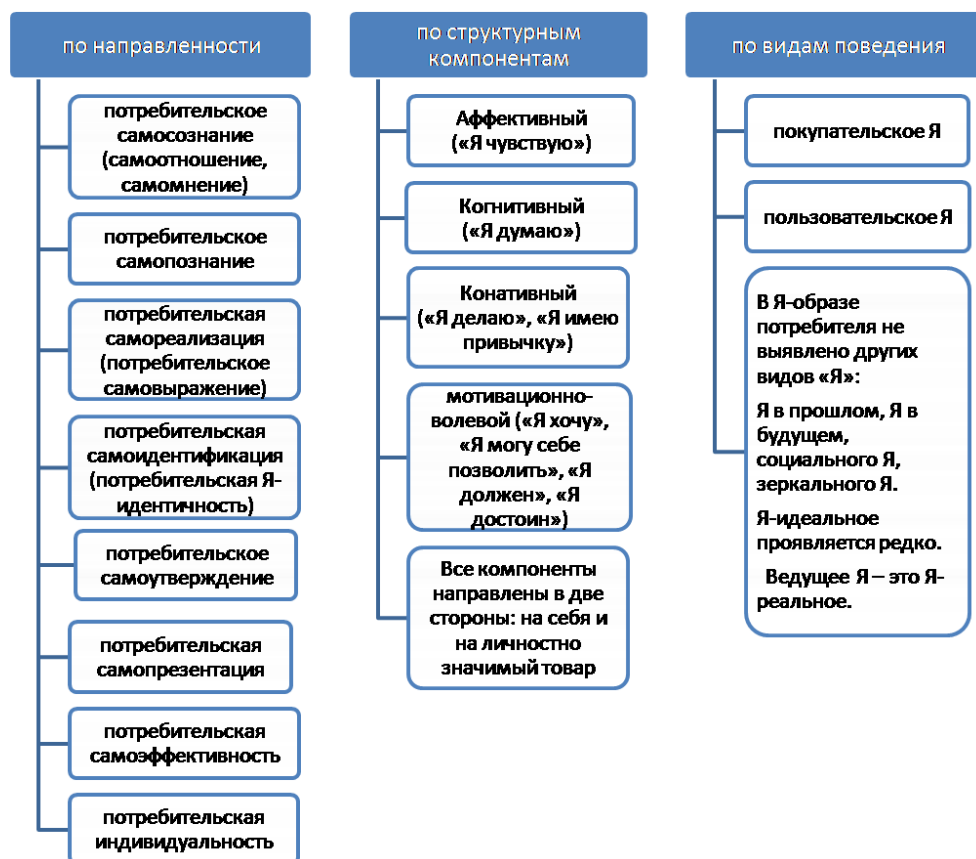 по направленности
потребительское
самосознание
(самоотношение,
самомнение)
потребительское
самопознание
потребительская
самореализация
(потребительское
самовыражение)
потребительская
самоидентификация
(потребительская Я-
идентичность)
потребительское
самоутверждение
потребительская
самопрезентация
потребительская
самоэффективность
потребительская
индивидуальность
по структурным
компонентам
Аффективный
(«Я чувствую»)
Когнитивный
(«Я думаю»)
Конативный
(«Я делаю», «Я имею
привычку»)
мотивационно-
волевой («Я хочу»,
«Я могу себе
позволить», «Я
должен», «Я
достоин»)
Все компоненты
направлены в две
стороны: на себя и
на личностно
значимый товар
по видам поведения
покупательское Я
пользовательское Я
В Я-образе
потребителя не
выявлено других
видов «Я»:
Я в прошлом, Я в
будущем,
социального Я,
зеркального Я.
Я-идеальное
проявляется редко.
Ведущее Я – это Я-
реальное.